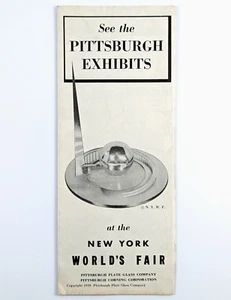 See the
PITTSBURGH
EXHIBITS
© N.Y.W.F.
at the
NEW YORK
WORLD'S FAIR
PITTSBURGH PLATE GLASS COMPANY
PITTSBURGH CORNING CORPORATION
Copyright 1939 Pittsburgh Plate Glass Company